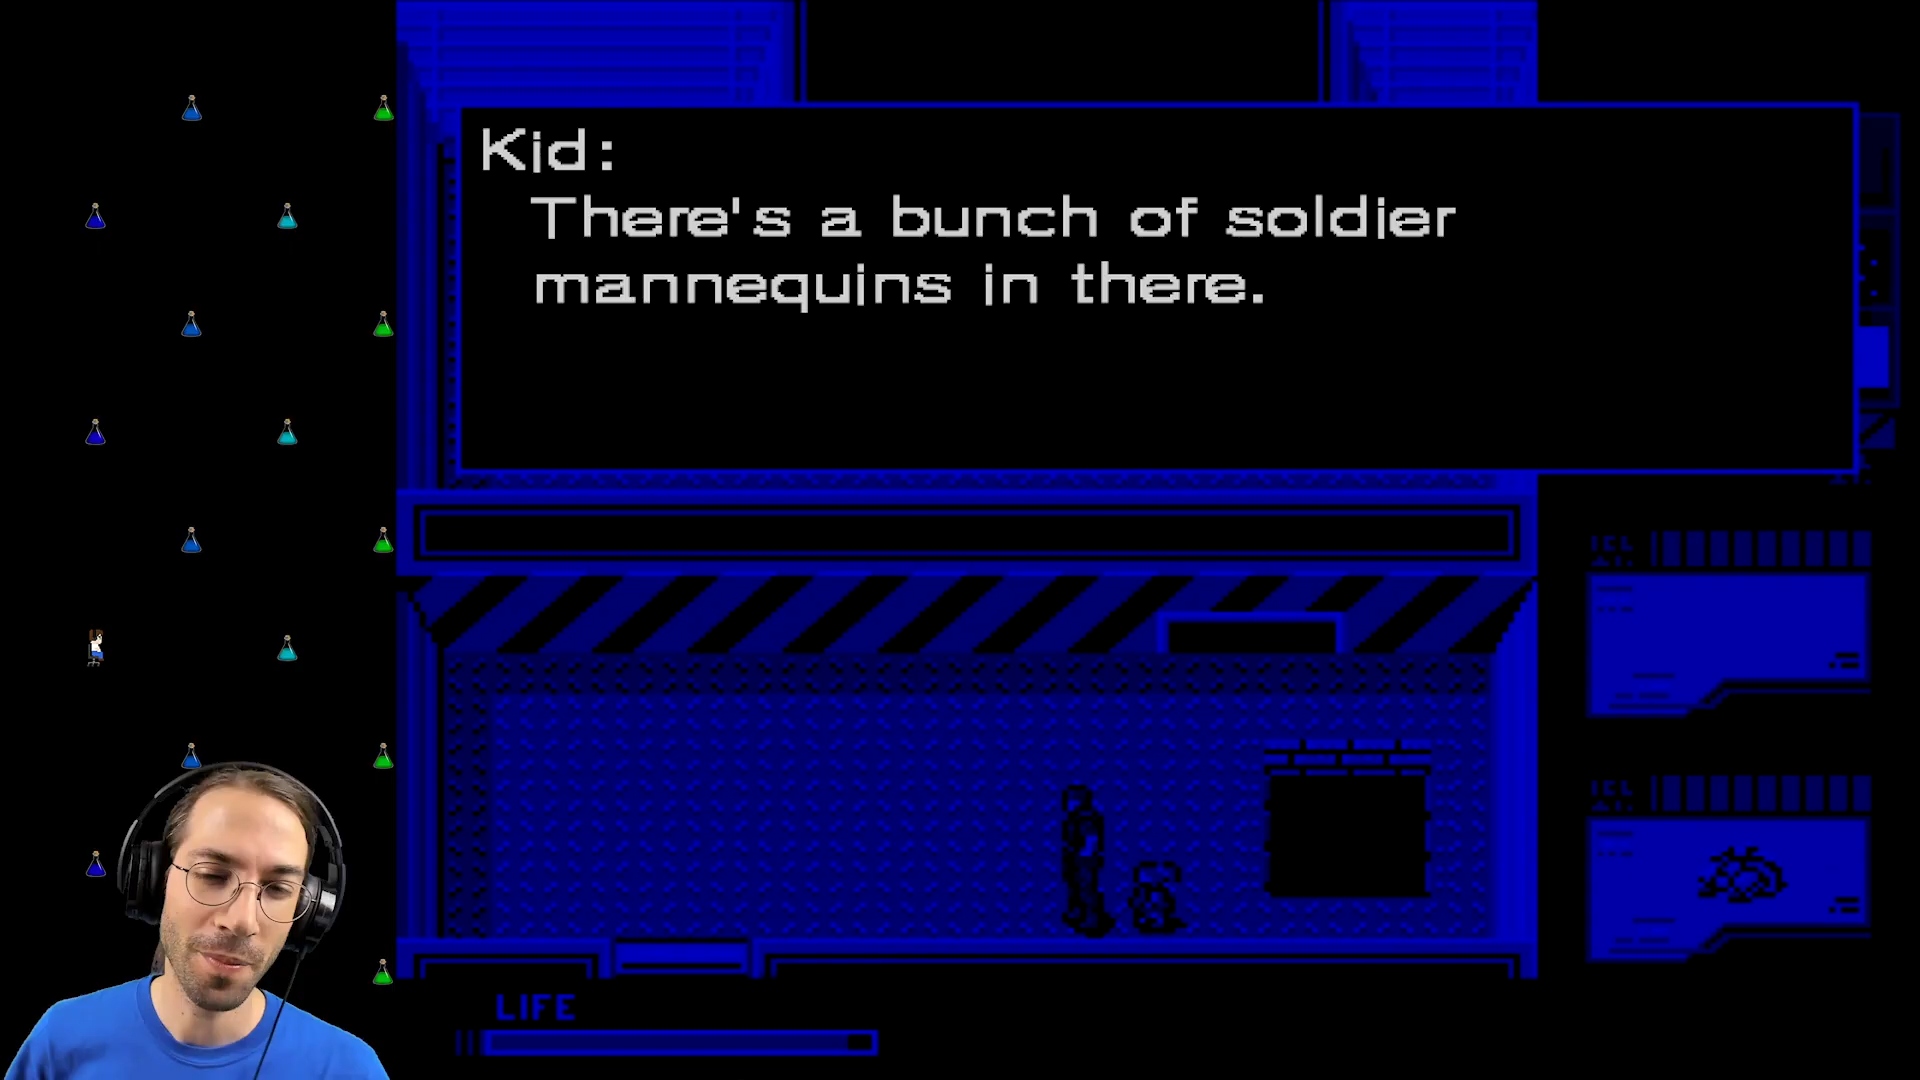 Kid:
There's a bunch of soldier
mannequins in there.
LIFE